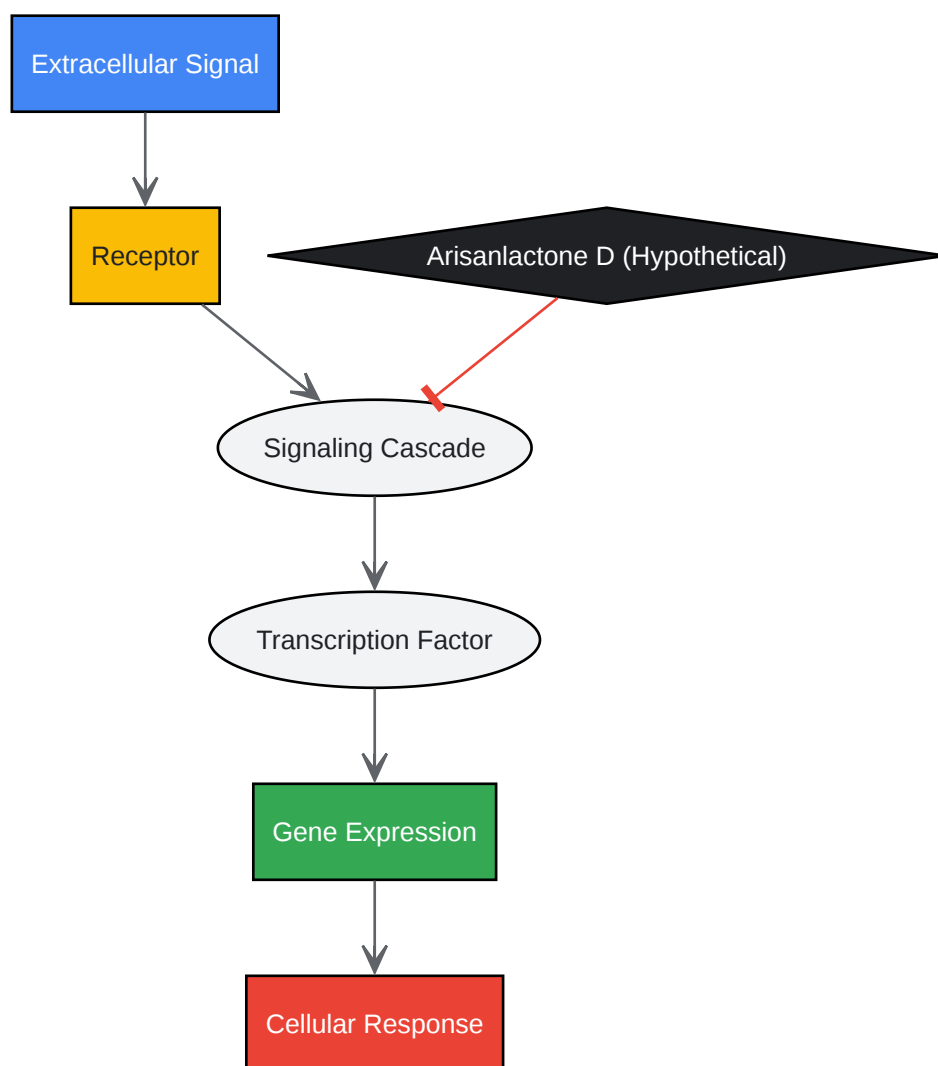 Extracellular Signal
Receptor
Arisanlactone D (Hypothetical)
Signaling Cascade
Transcription Factor
Gene Expression
Cellular Response